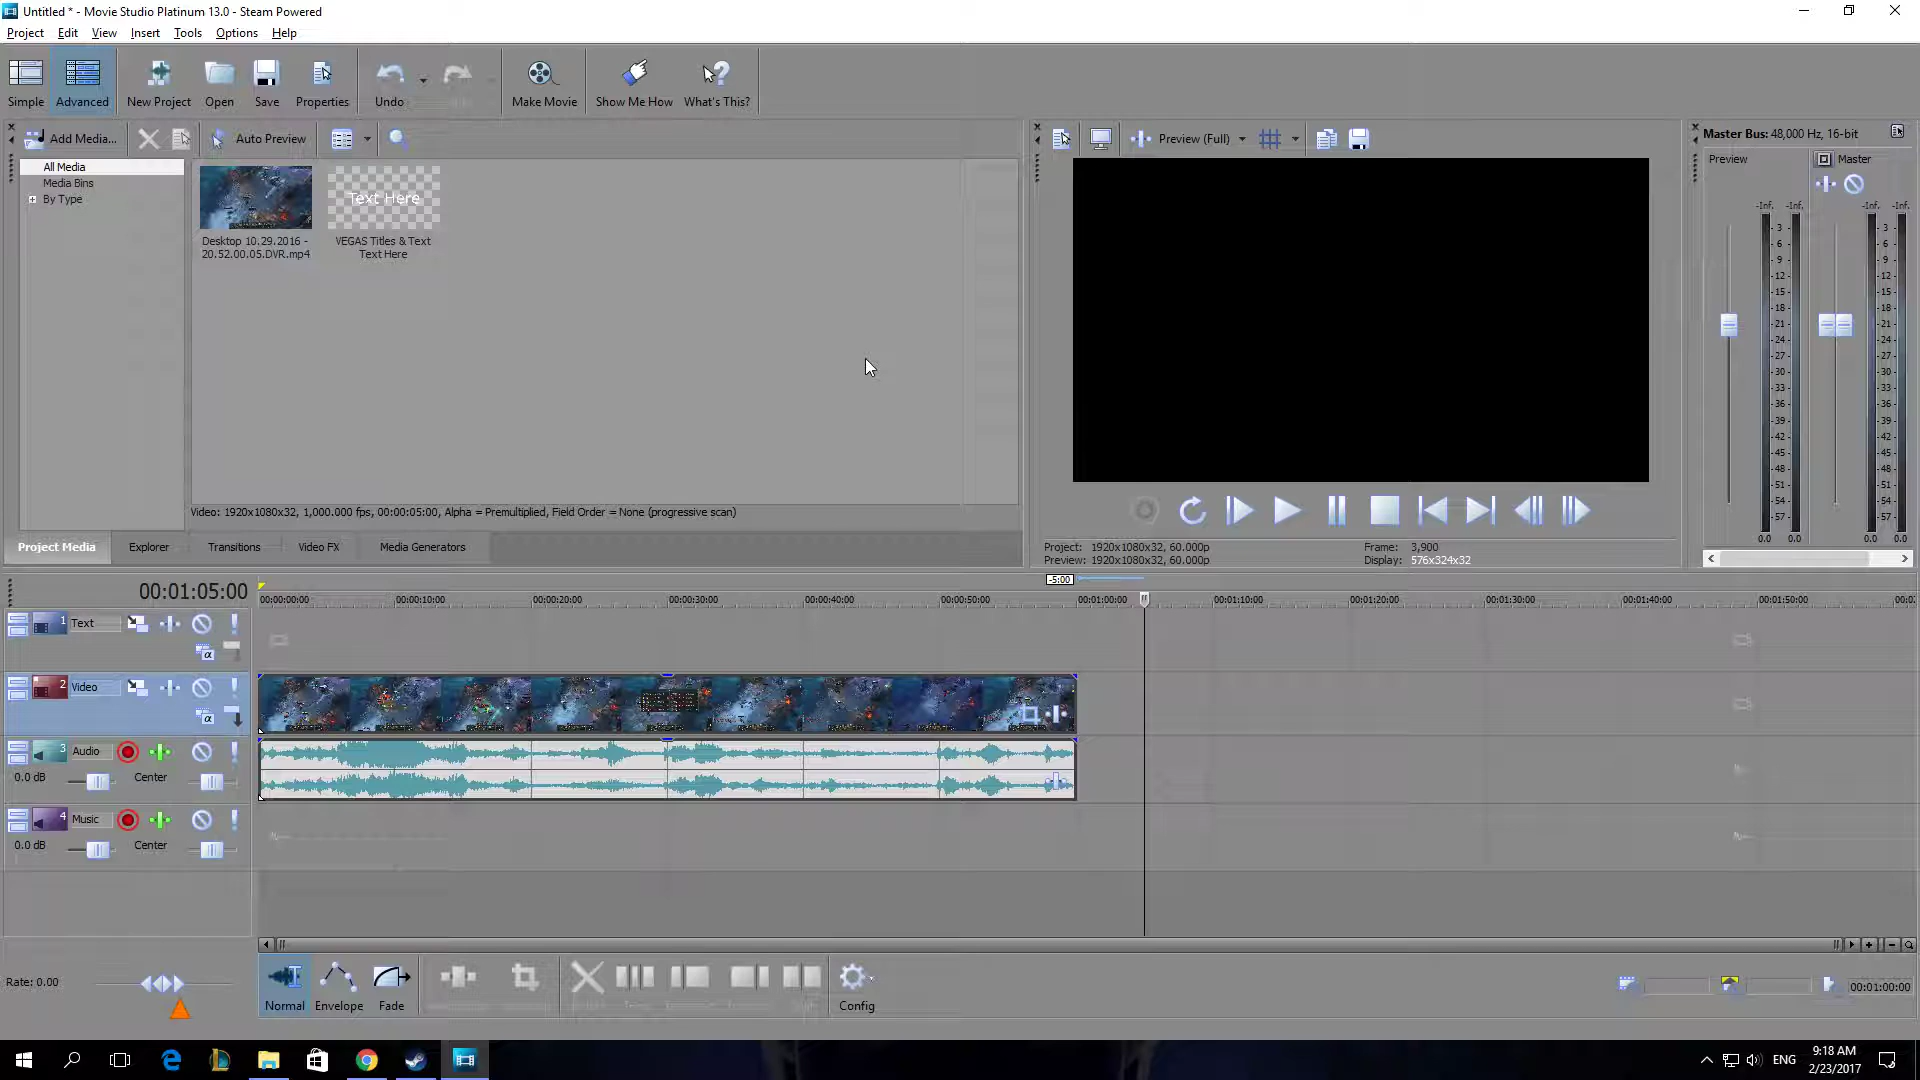 Untitled * - Movie Studio Platinum 13.0 - Steam Powered
Project Edit View Insert Tools Options Help
Simple Advanced New Project Open Save Properties Undo Make Movie Show Me How What's This?
Add Media... Auto Preview
Preview (Full)
Master Bus: 48,000 Hz, 16-bit
Preview Master
All Media
Media Bins
By Type
Text Here
Desktop 10.29.2016 -
20.52.00.05.DVR.mp4
VEGAS Titles & Text
Text Here
-Inf. -Inf. -Inf. -Inf.
3 3
6 6
9 9
12 12
15 15
18 18
21 21
24 24
27 27
30 30
33 33
36 36
39 39
42 42
45 45
48 48
51 51
54 54
57 57
0.0 0.0 0.0 0.0
Video: 1920x1080x32, 1,000.000 fps, 00:00:05:00, Alpha = Premultiplied, Field Order = None (progressive scan)
Project Media Explorer Transitions Video FX Media Generators
Project: 1920x1080x32, 60.000p Frame: 3,900
Preview: 1920x1080x32, 60.000p Display: 576x324x32
-5:00
00:01:05:00
00:00:00:00 00:00:10:00 00:00:20:00 00:00:30:00 00:00:40:00 00:00:50:00 00:01:00:00 00:01:10:00 00:01:20:00 00:01:30:00 00:01:40:00 00:01:50:00
1 Text
2 Video
3 Audio
0.0 dB Center
4 Music
0.0 dB Center
Rate: 0.00
Normal Envelope Fade Config
00:01:00:00
ENG
9:18 AM
2/23/2017